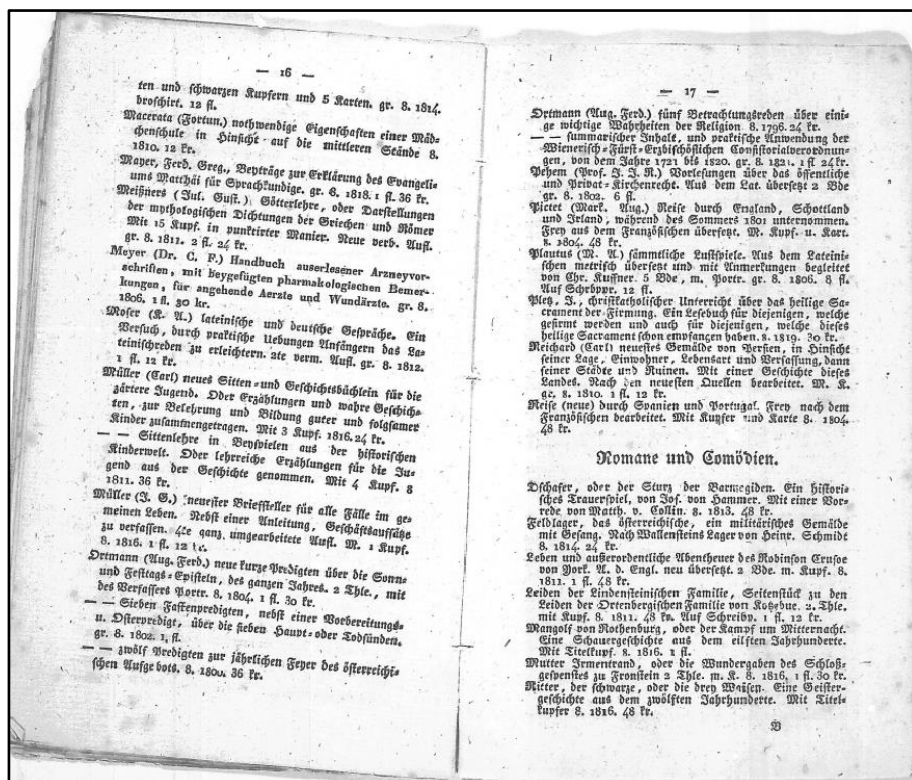 — 16 —
ten und schwarzen Kupfern und 5 Karten. gr. 8. 1814.
broschirt. 12 fl.
Macerata (Fortun.) nothwendige Eigenschaften einer Mäd-
chenschule in Hinsicht auf die mittleren Stände 8.
1810. 12 kr.
Mayer, Ferd. Greg., Beyträge zur Erklärung des Evangeli-
ums Matthäi für Sprachkundige. gr. 8. 1818. 1 fl. 36 kr.
Meißners (Jul. Gust.) Götterlehre, oder Darstellungen
der mythologischen Dichtungen der Griechen und Römer
Mit 15 Kupf. in punktirter Manier. Neue verb. Aufl.
gr. 8. 1811. 2 fl. 24 kr.
Meyer (Dr. C. F.) Handbuch auserlesener Arzneyvor-
schriften, mit beygefügten pharmakologischen Bemer-
kungen, für angehende Aerzte und Wundärzte. gr. 8.
1806. 1 fl. 30 kr.
Moser (K. A.) lateinische und deutsche Gespräche. Ein
Versuch, durch praktische Uebungen Anfängern das La-
teinischreden zu erleichtern. 2te verm. Aufl. gr. 8. 1812.
1 fl. 12 kr.
Müller (Carl) neues Sitten- und Geschichtsbüchlein für die
zärtere Jugend. Oder Erzählungen und wahre Geschich-
ten, zur Belehrung und Bildung guter und folgsamer
Kinder zusammengetragen. Mit 3 Kupf. 1816. 24 kr.
— — Sittenlehre in Beyspielen aus der historischen
Kinderwelt. Oder lehrreiche Erzählungen für die Ju-
gend aus der Geschichte genommen. Mit 4 Kupf. 8
1811. 36 kr.
Müller (J. G.) neuester Briefsteller für alle Fälle im ge-
meinen Leben. Nebst einer Anleitung, Geschäftsaufsätze
zu verfassen. 4te ganz umgearbeitete Aufl. M. 1 Kupf.
8. 1816. 1 fl. 12 kr.
Ortmann (Aug. Ferd.) neue kurze Predigten über die Sonn-
und Festtags-Episteln, des ganzen Jahres. 2 Thle., mit
des Verfassers Portr. 8. 1804. 1 fl. 30 kr.
— — Sieben Fastenpredigten, nebst einer Vorbereitungs-
u. Osterpredigt, über die sieben Haupt- oder Todsünden.
gr. 8. 1802. 1. fl.
— — zwölf Predigten zur jährlichen Feyer des österreichi-
schen Aufgebots. 8. 1800. 36 kr.
— 17 —
Ortmann (Aug. Ferd.) fünf Betrachtungsreden über eini-
ge wichtige Wahrheiten der Religion. 8. 1796. 24 kr.
— — summarischer Inhalt, und praktische Anwendung der
Wienerisch-Fürst-Erzbischöflichen Consistorialverordnun-
gen, von dem Jahre 1721 bis 1820. gr. 8. 1821. 1 fl. 24 kr.
Pehem (Prof. J. J. N.) Vorlesungen über das öffentliche
und Privat-Kirchenrecht. Aus dem Lat. übersetzt 2 Bde
gr. 8. 1802. 6 fl.
Pictet (Mark. Aug.) Reise durch England, Schottland
und Irland, während des Sommers 1801 unternommen.
Frey aus dem Französischen übersetzt. M. Kupf. u. Kart.
8. 1804. 48 kr.
Plautus (M. A.) sämmtliche Lustspiele. Aus dem Lateini-
schen metrisch übersetzt und mit Anmerkungen begleitet
von Chr. Kuffner. 5 Bde, m. Portr. gr. 8. 1806. 8 fl.
Auf Schrbppr. 12 fl.
Pletz, J., christkatholischer Unterricht über das heilige Sa-
crament der Firmung. Ein Lesebuch für diejenigen, welche
gefirmt werden und auch für diejenigen, welche dieses
heilige Sacrament schon empfangen haben. 8. 1819. 30 kr.
Reichard (Carl) neuestes Gemälde von Persien, in Hinsicht
seiner Lage, Einwohner, Lebensart und Verfassung, dann
seiner Städte und Ruinen. Mit einer Geschichte dieses
Landes. Nach den neuesten Quellen bearbeitet. M. K.
gr. 8. 1810. 1 fl. 12 kr.
Reise (neue) durch Spanien und Portugal. Frey nach dem
Französischen bearbeitet. Mit Kupfer und Karte 8. 1804.
48 kr.
Romane und Comödien.
Dschafer, oder der Sturz der Barmegiden. Ein histori-
sches Trauerspiel, von Jos. von Hammer. Mit einer Vor-
rede von Matth. v. Collin. 8. 1813. 48 kr.
Feldlager, das österreichische, ein militärisches Gemälde
mit Gesang. Nach Wallensteins Lager von Heinr. Schmidt
8. 1814. 24 kr.
Leben und außerordentliche Abentheuer des Robinson Crusoe
von York. A. d. Engl. neu übersetzt. 2 Bde. m. Kupf. 8.
1811. 1 fl. 48 kr.
Leiden der Lindensteinischen Familie, Seitenstück zu den
Leiden der Ortenbergischen Familie von Kotzebue. 2. Thle.
mit Kupf. 8. 1811. 48 kr. Auf Schreibp. 1 fl. 12 kr.
Mangolf von Rothenburg, oder der Kampf um Mitternacht.
Eine Schauergeschichte aus dem eilften Jahrhunderte.
Mit Titelkupf. 8. 1816. 1 fl.
Mutter Irmentrand, oder die Wundergaben des Schloß-
gespenstes zu Fronstein 2 Thle. m. K. 8. 1816. 1 fl. 30 kr.
Ritter, der schwarze, oder die drey Waisen. Eine Geister-
geschichte aus dem zwölften Jahrhunderte. Mit Titel-
kupfer 8. 1816. 48 kr.
B